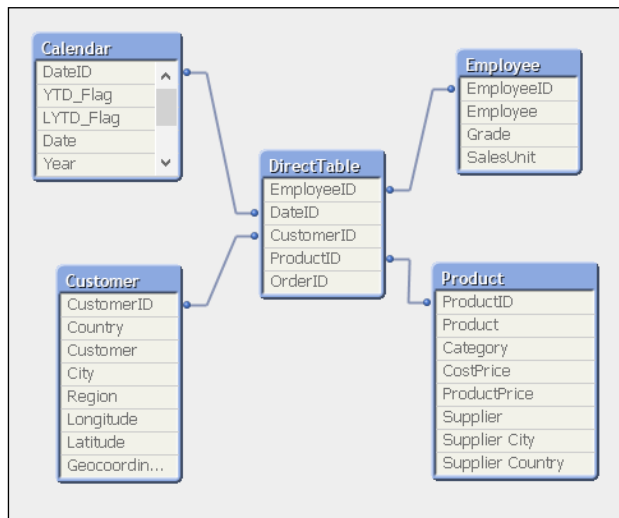 Calendar
DateID
YTD_Flag
LYTD_Flag
Date
Year
Employee
EmployeeID
Employee
Grade
SalesUnit
DirectTable
EmployeeID
DateID
CustomerID
ProductID
OrderID
Customer
CustomerID
Country
Customer
City
Region
Longitude
Latitude
Geocoordin...
Product
ProductID
Product
Category
CostPrice
ProductPrice
Supplier
Supplier City
Supplier Country